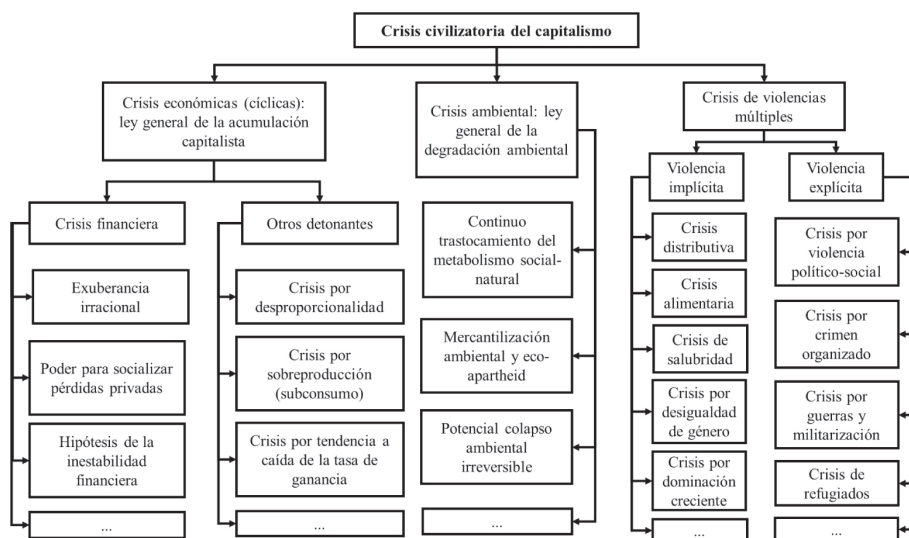 Crisis civilizatoria del capitalismo
Crisis económicas (cíclicas):
ley general de la acumulación
capitalista
Crisis ambiental: ley
general de la
degradación ambiental
Crisis de violencias
múltiples
Crisis financiera
Otros detonantes
Violencia
implícita
Violencia
explícita
Exuberancia
irracional
Poder para socializar
pérdidas privadas
Hipótesis de la
inestabilidad
financiera
...
Crisis por
desproporcionalidad
Crisis por
sobreproducción
(subconsumo)
Crisis por tendencia a
caída de la tasa de
ganancia
...
Continuo
trastocamiento del
metabolismo social-
natural
Mercantilización
ambiental y eco-
apartheid
Potencial colapso
ambiental
irreversible
...
Crisis
distributiva
Crisis
alimentaria
Crisis de
salubridad
Crisis por
desigualdad
de género
Crisis por
dominación
creciente
...
Crisis por
violencia
político-social
Crisis por
crimen
organizado
Crisis por
guerras y
militarización
Crisis de
refugiados
...